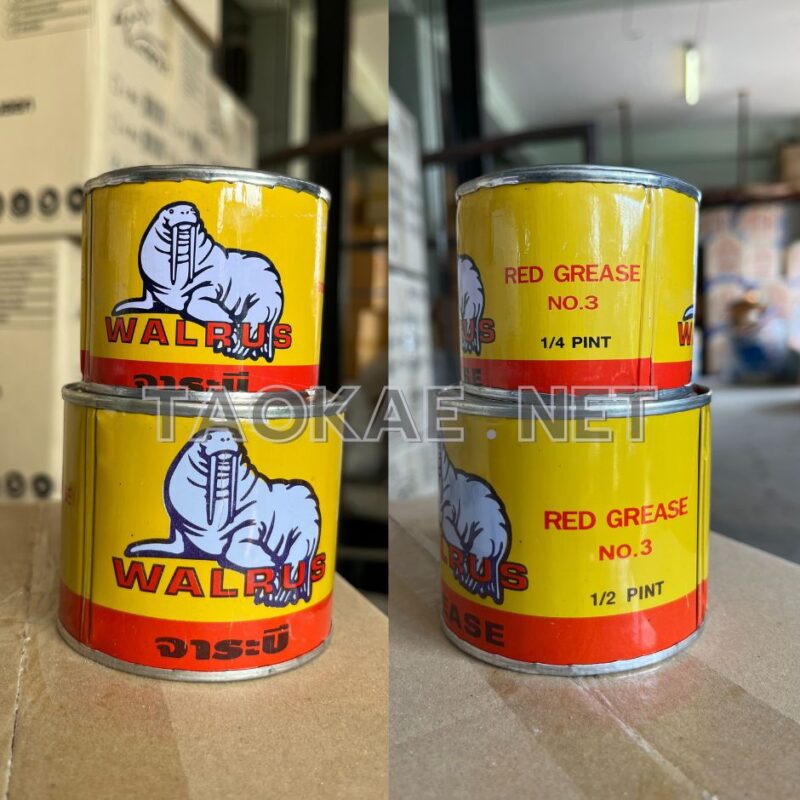 WALRUS
จาระบี
WALRUS
จาระบี
RED GREASE
NO.3
1/4 PINT
RED GREASE
NO.3
1/2 PINT
EASE
TAOKAE . NET